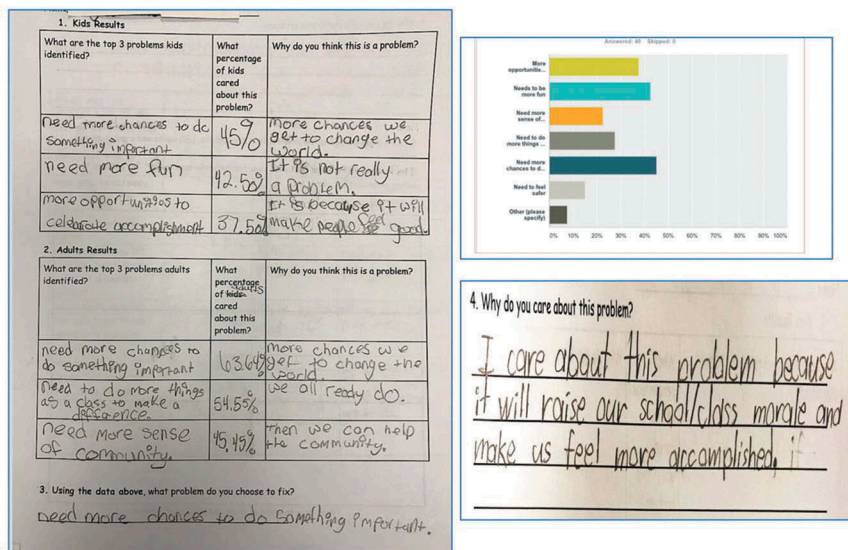 1. Kids Results
What are the top 3 problems kids
identified?
What
percentage
of kids
cared
about this
problem?
Why do you think this is a problem?
need more chances to do
something important
45%
more chances we
get to change the
world.
need more fun
42.50%
It is not really
a problem.
more opportunities to
celebarate accomplishment
37.50%
It is because it will
make people feel good.
2. Adults Results
What are the top 3 problems adults
identified?
What
percentage
of kids adults
cared
about this
problem?
Why do you think this is a problem?
need more chances to
do something important
63.64%
more chances we
get to change the
world.
need to do more things
as a class to make a
differance.
54.55%
we all ready do.
need more sense
of community.
45.45%
Then we can help
the community.
3. Using the data above, what problem do you choose to fix?
need more chances to do something important.
Answered: 40 Skipped: 0
More
opportunitie...
Needs to be
more fun
Need more
sense of...
Need to do
more things ...
Need more
chances to d...
Need to feel
safer
Other (please
specify)
0% 10% 20% 30% 40% 50% 60% 70% 80% 90% 100%
4. Why do you care about this problem?
I care about this problem because
it will raise our school/class morale and
make us feel more accomplished. if